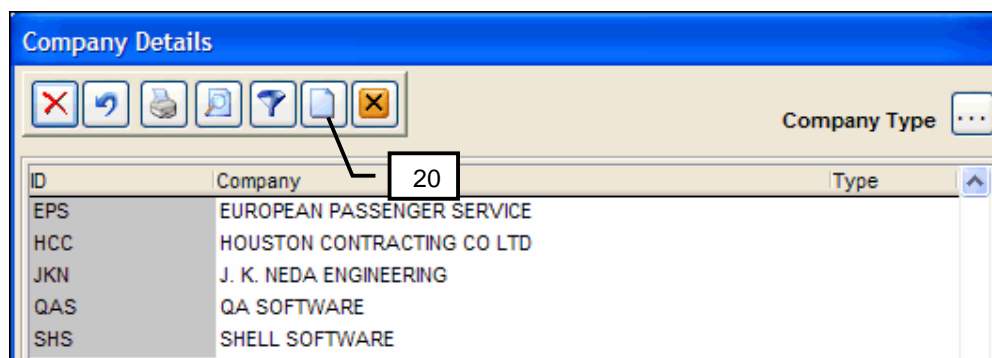 Company Details
Company Type ...
20
ID Company Type
EPS EUROPEAN PASSENGER SERVICE
HCC HOUSTON CONTRACTING CO LTD
JKN J. K. NEDA ENGINEERING
QAS QA SOFTWARE
SHS SHELL SOFTWARE